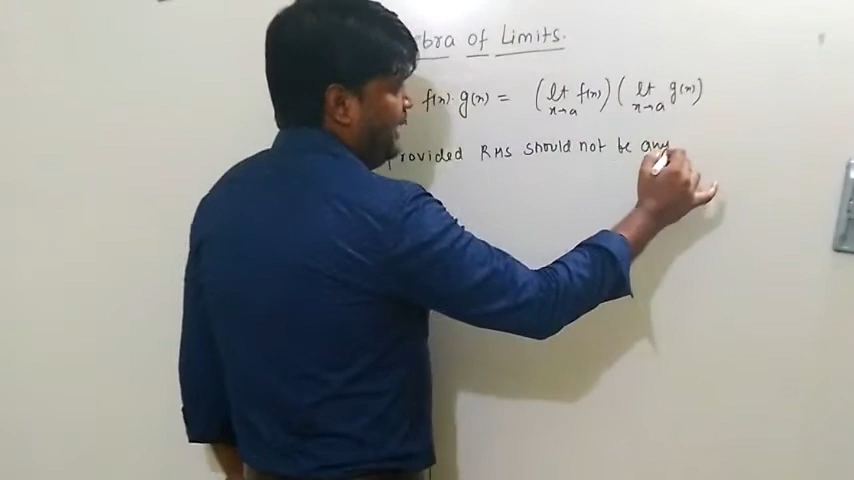 bra of Limits.
f(x). g(x) = (lt x→a f(x)) (lt x→a g(x))
Provided RHS should not be any